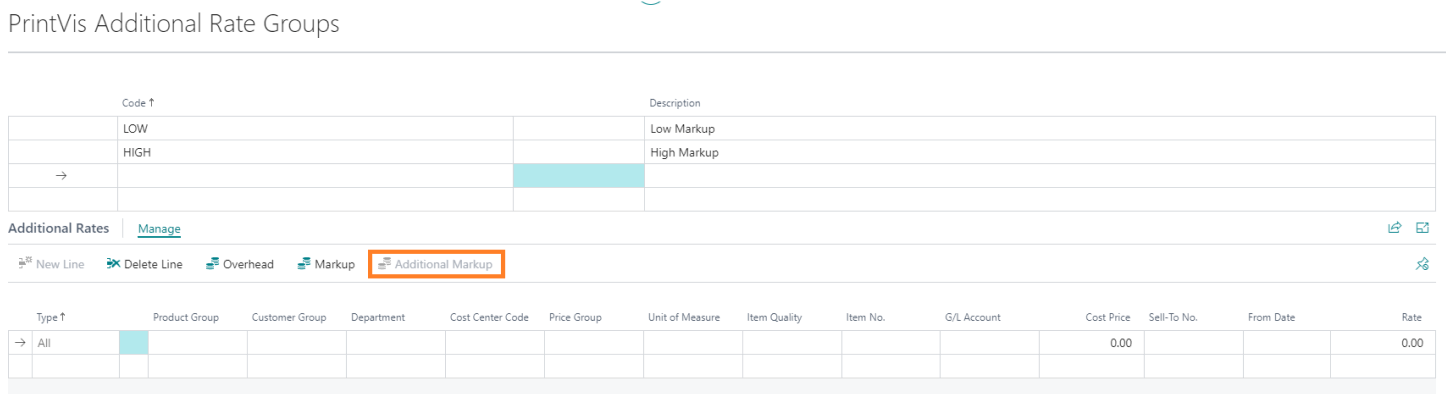 PrintVis Additional Rate Groups
Code ↑ Description
LOW Low Markup
HIGH High Markup
→
Additional Rates Manage
New Line Delete Line Overhead Markup Additional Markup
Type ↑ Product Group Customer Group Department Cost Center Code Price Group Unit of Measure Item Quality Item No. G/L Account Cost Price Sell-To No. From Date Rate
→ All 0.00 0.00